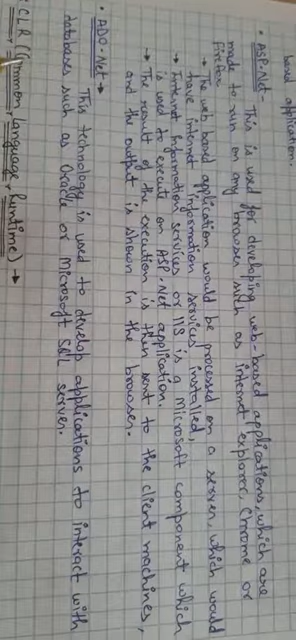 based application.
• ASP.Net - This is used for developing web-based applications, which are
made to run on any browser such as internet explorer, Chrome or
firefox
→ The web based application would be processed on a server, which would
have internet information services installed,
→ Internet Information services or IIS is a Microsoft component which
is used to execute on ASP.Net application.
→ The result of the execution is then sent to the client machines,
and the output is shown in the browser.
• ADO.Net →
This technology is used to develop applications to interact with
databases such as Oracle or Microsoft SQL server.
CLR (Common Language Runtime) →